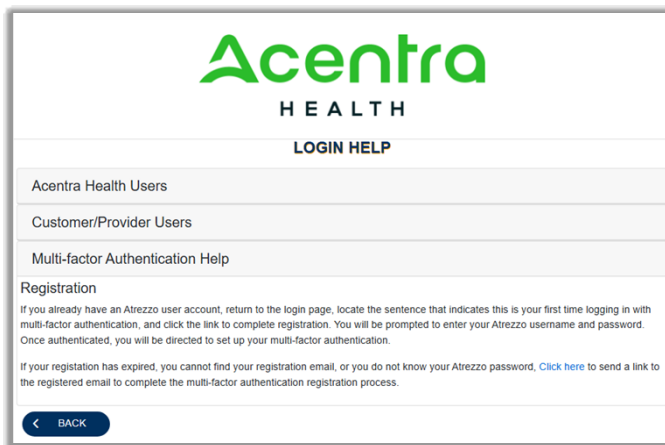 Acentra
HEALTH
LOGIN HELP
Acentra Health Users
Customer/Provider Users
Multi-factor Authentication Help
Registration
If you already have an Atrezzo user account, return to the login page, locate the sentence that indicates this is your first time logging in with
multi-factor authentication, and click the link to complete registration. You will be prompted to enter your Atrezzo username and password.
Once authenticated, you will be directed to set up your multi-factor authentication.
If your registation has expired, you cannot find your registration email, or you do not know your Atrezzo password, Click here to send a link to
the registered email to complete the multi-factor authentication registration process.
BACK